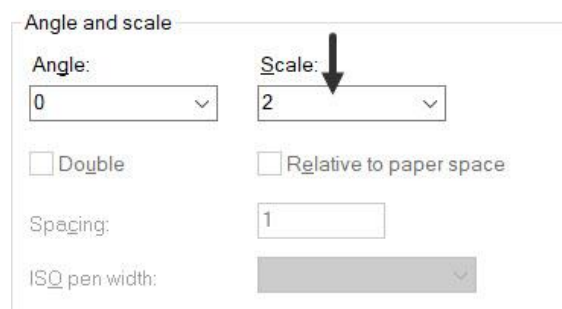 Angle and scale
Angle: Scale:
0 2
Double Relative to paper space
Spacing: 1
ISO pen width: